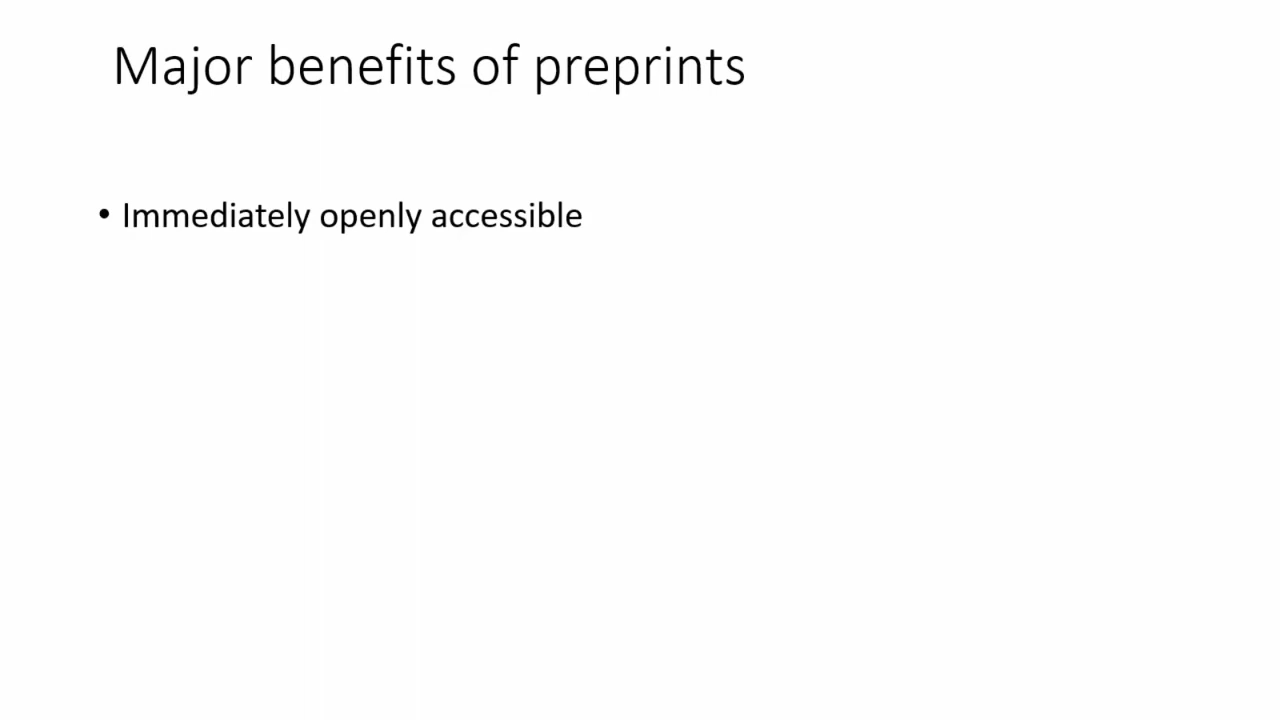 Major benefits of preprints
• Immediately openly accessible